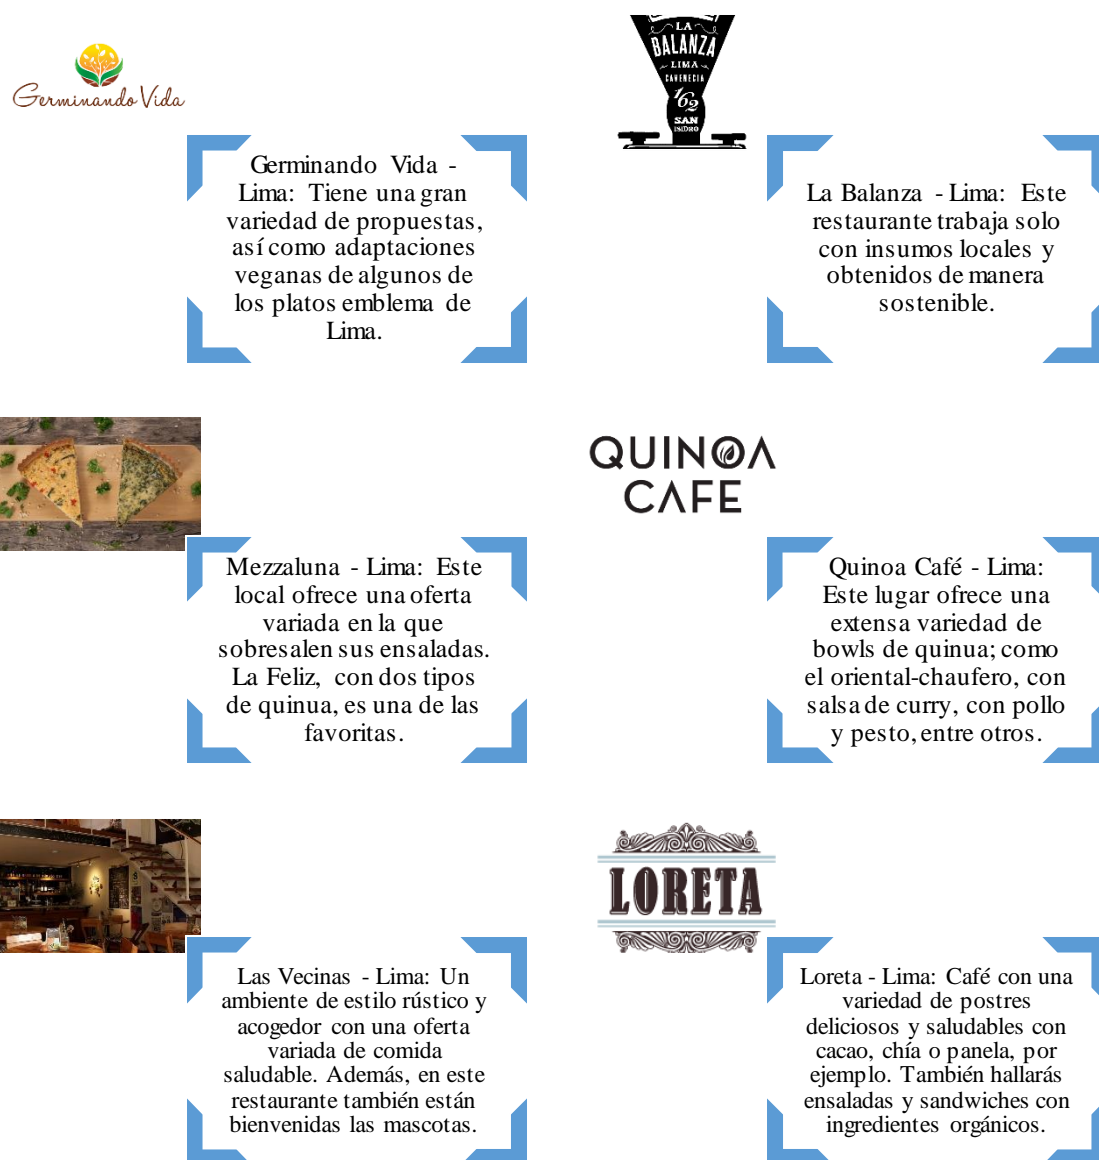 Germinando Vida
LA
BALANZA
LIMA
CAVENECIA
162
SAN
ISIDRO
Germinando Vida -
Lima: Tiene una gran
variedad de propuestas,
así como adaptaciones
veganas de algunos de
los platos emblema de
Lima.
La Balanza - Lima: Este
restaurante trabaja solo
con insumos locales y
obtenidos de manera
sostenible.
QUINOA
CAFE
Mezzaluna - Lima: Este
local ofrece una oferta
variada en la que
sobresalen sus ensaladas.
La Feliz, con dos tipos
de quinua, es una de las
favoritas.
Quinoa Café - Lima:
Este lugar ofrece una
extensa variedad de
bowls de quinua; como
el oriental-chaufero, con
salsa de curry, con pollo
y pesto, entre otros.
LORETA
Las Vecinas - Lima: Un
ambiente de estilo rústico y
acogedor con una oferta
variada de comida
saludable. Además, en este
restaurante también están
bienvenidas las mascotas.
Loreta - Lima: Café con una
variedad de postres
deliciosos y saludables con
cacao, chía o panela, por
ejemplo. También hallarás
ensaladas y sandwiches con
ingredientes orgánicos.